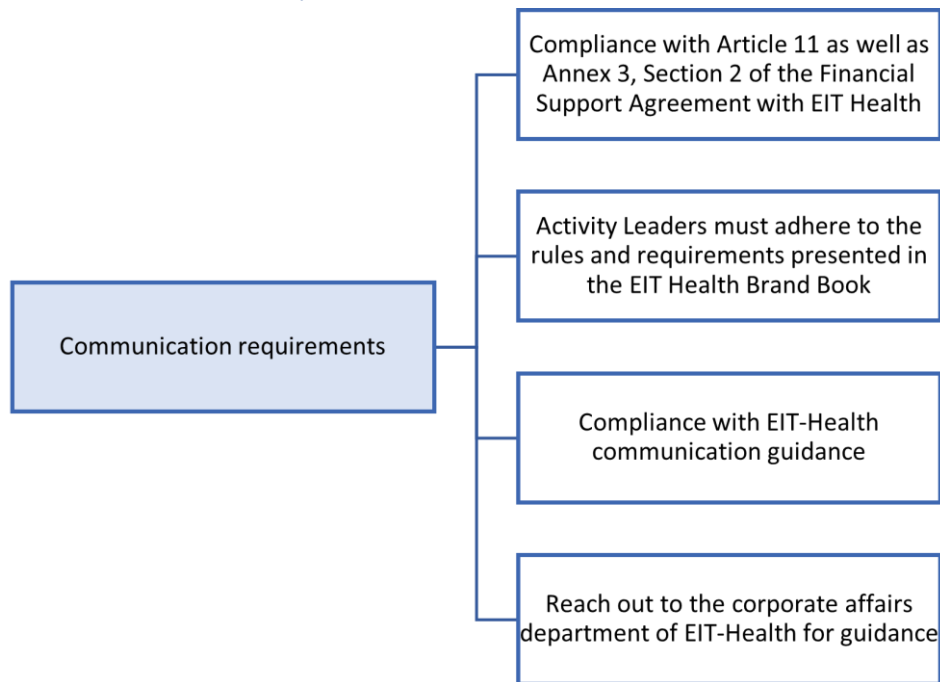 Compliance with Article 11 as well as
Annex 3, Section 2 of the Financial
Support Agreement with EIT Health
Activity Leaders must adhere to the
rules and requirements presented in
the EIT Health Brand Book
Communication requirements
Compliance with EIT-Health
communication guidance
Reach out to the corporate affairs
department of EIT-Health for guidance